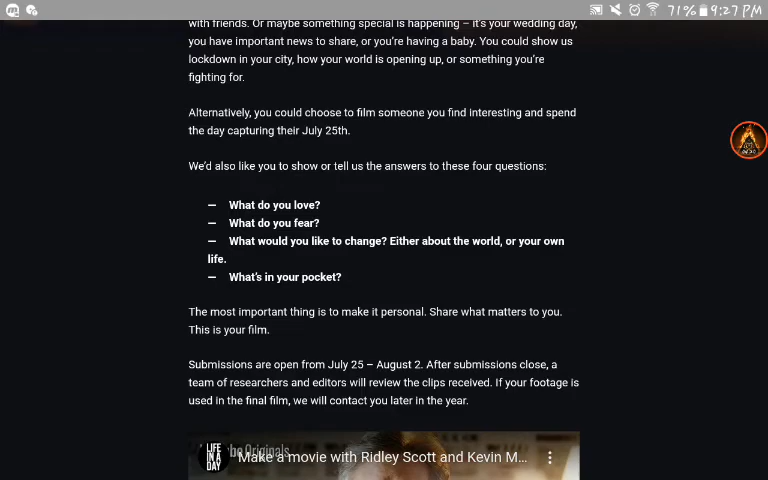 71% 9:27 PM
with friends. Or maybe something special is happening – it's your wedding day,
you have important news to share, or you're having a baby. You could show us
lockdown in your city, how your world is opening up, or something you're
fighting for.
Alternatively, you could choose to film someone you find interesting and spend
the day capturing their July 25th.
We'd also like you to show or tell us the answers to these four questions:
— What do you love?
— What do you fear?
— What would you like to change? Either about the world, or your own
life.
— What's in your pocket?
The most important thing is to make it personal. Share what matters to you.
This is your film.
Submissions are open from July 25 – August 2. After submissions close, a
team of researchers and editors will review the clips received. If your footage is
used in the final film, we will contact you later in the year.
Originals
LIFE
IN A
DAY
Make a movie with Ridley Scott and Kevin M...